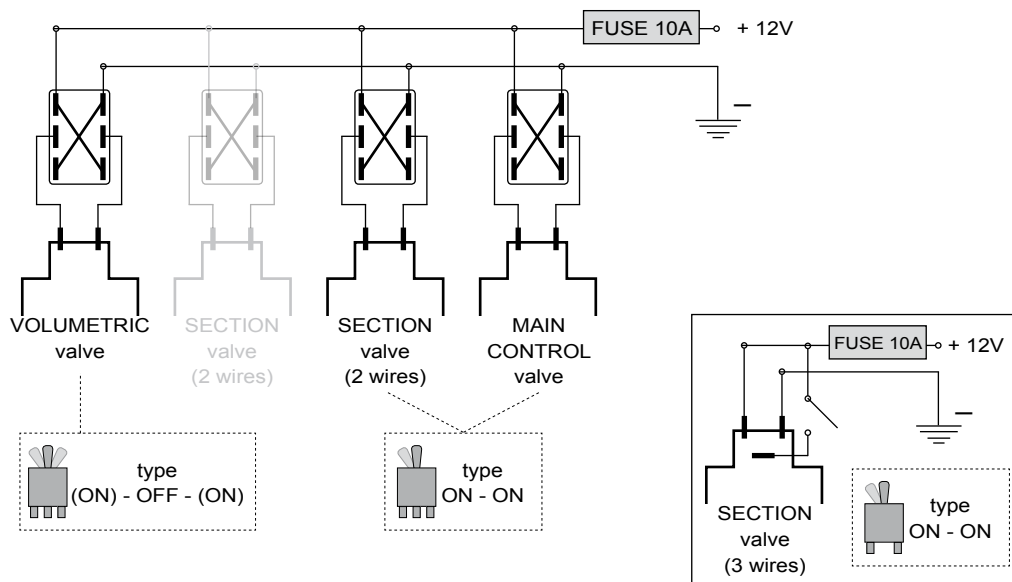 FUSE 10A
+ 12V
–
VOLUMETRIC
valve
SECTION
valve
(2 wires)
SECTION
valve
(2 wires)
MAIN
CONTROL
valve
type
(ON) - OFF - (ON)
type
ON - ON
FUSE 10A
+ 12V
–
SECTION
valve
(3 wires)
type
ON - ON